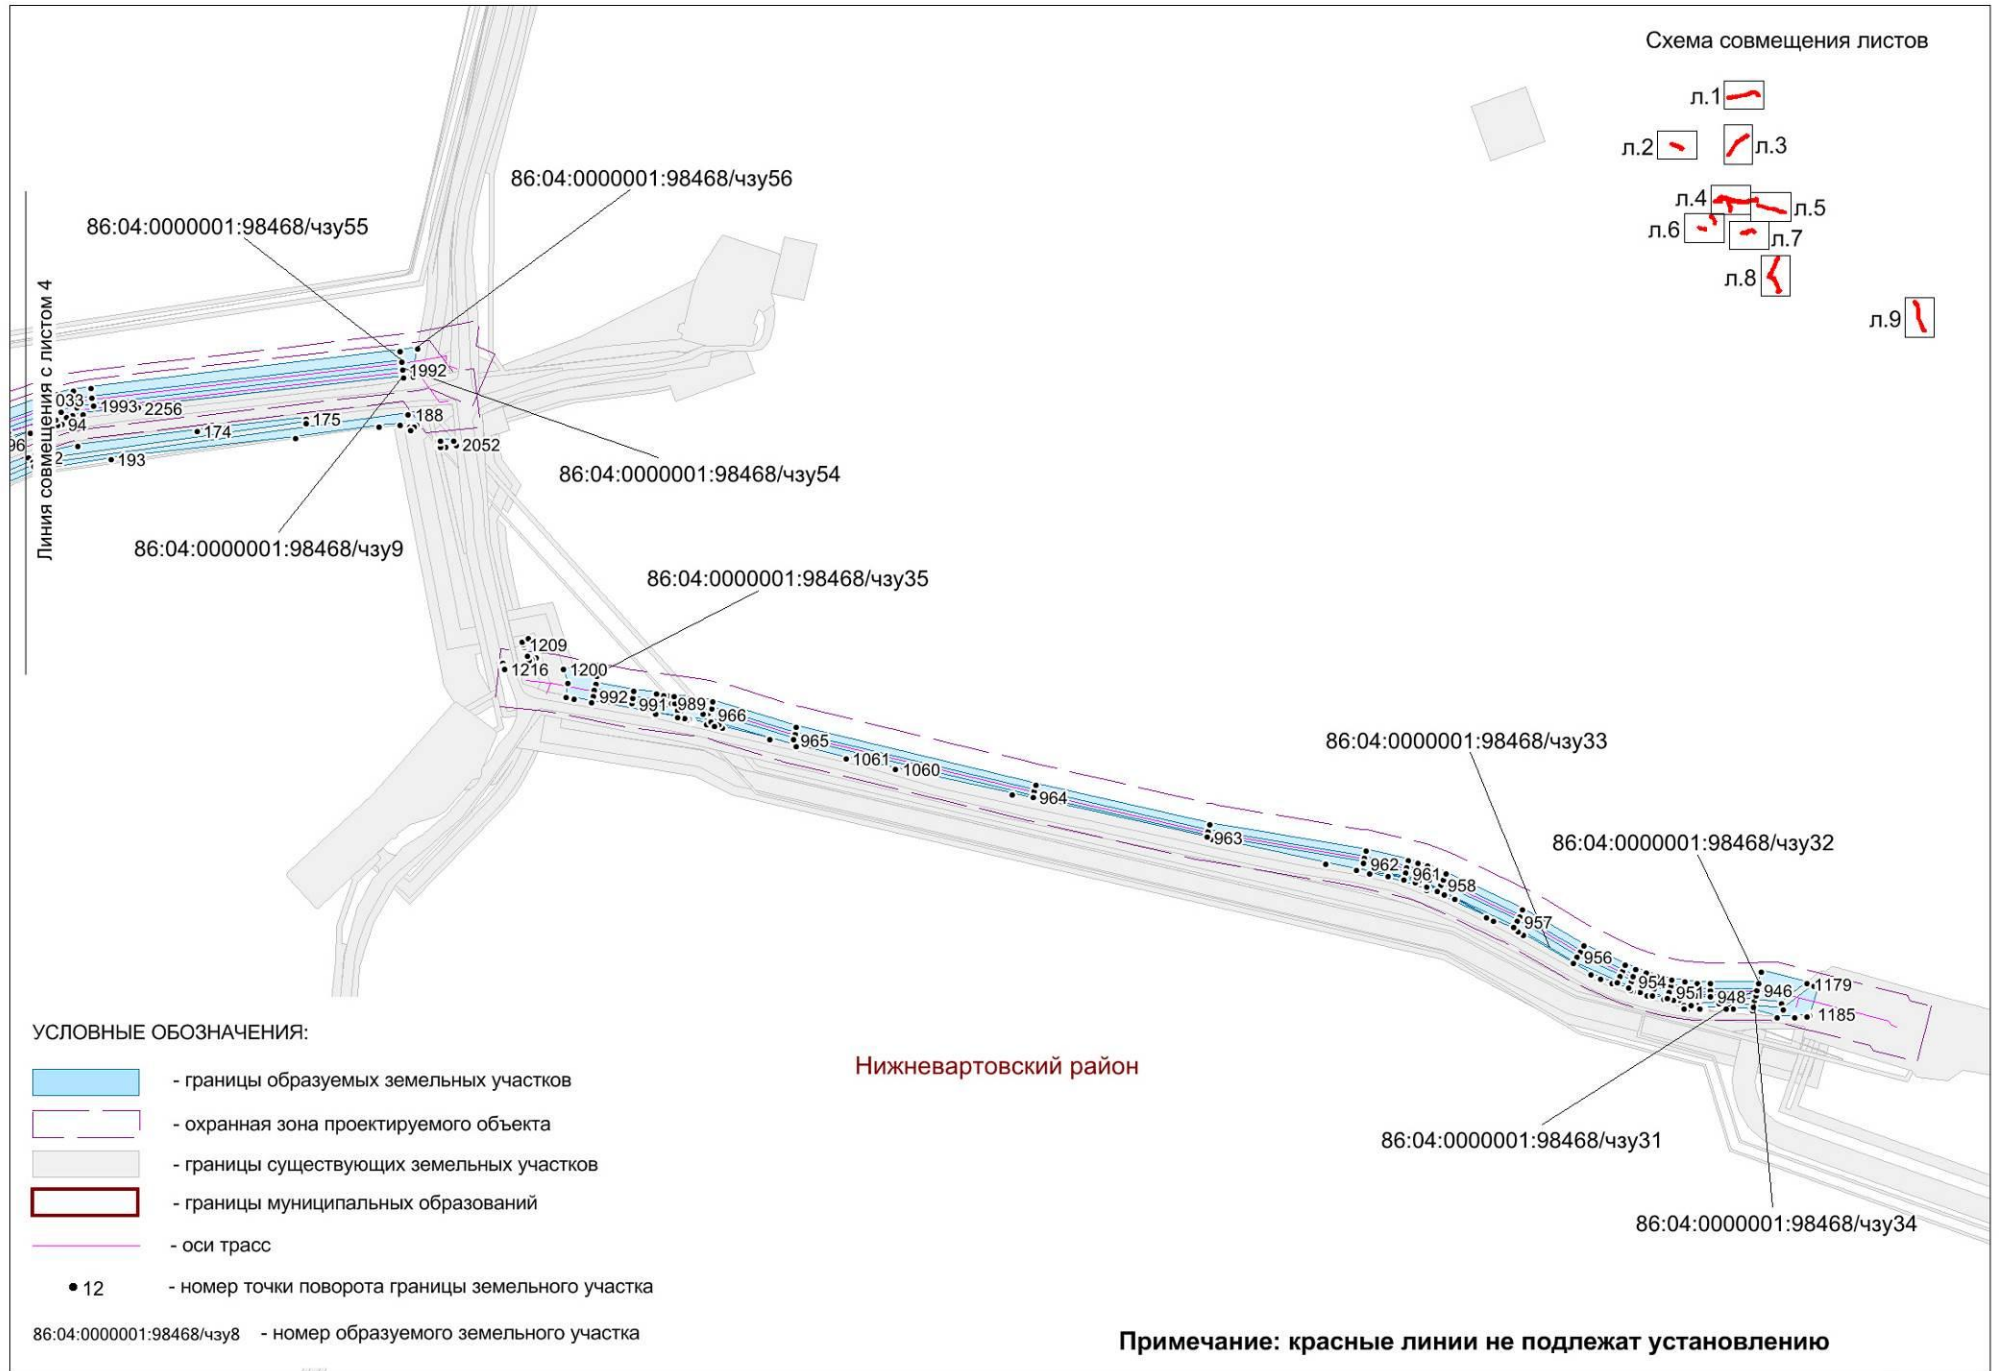 Схема совмещения листов
л.1
л.2
л.3
л.4
л.5
л.6
л.7
л.8
л.9
86:04:0000001:98468/чзу56
86:04:0000001:98468/чзу55
Линия совмещения с листом 4
1992
033
1993
2256
94
96
188
175
174
2
193
2052
86:04:0000001:98468/чзу54
86:04:0000001:98468/чзу9
86:04:0000001:98468/чзу35
1209
1216
1200
992
991
989
966
965
1061
1060
964
963
86:04:0000001:98468/чзу33
86:04:0000001:98468/чзу32
962
961
958
957
956
954
951
948
946
1179
1185
УСЛОВНЫЕ ОБОЗНАЧЕНИЯ:
- границы образуемых земельных участков
- охранная зона проектируемого объекта
- границы существующих земельных участков
- границы муниципальных образований
- оси трасс
12 - номер точки поворота границы земельного участка
86:04:0000001:98468/чзу8 - номер образуемого земельного участка
Нижневартовский район
86:04:0000001:98468/чзу31
86:04:0000001:98468/чзу34
Примечание: красные линии не подлежат установлению